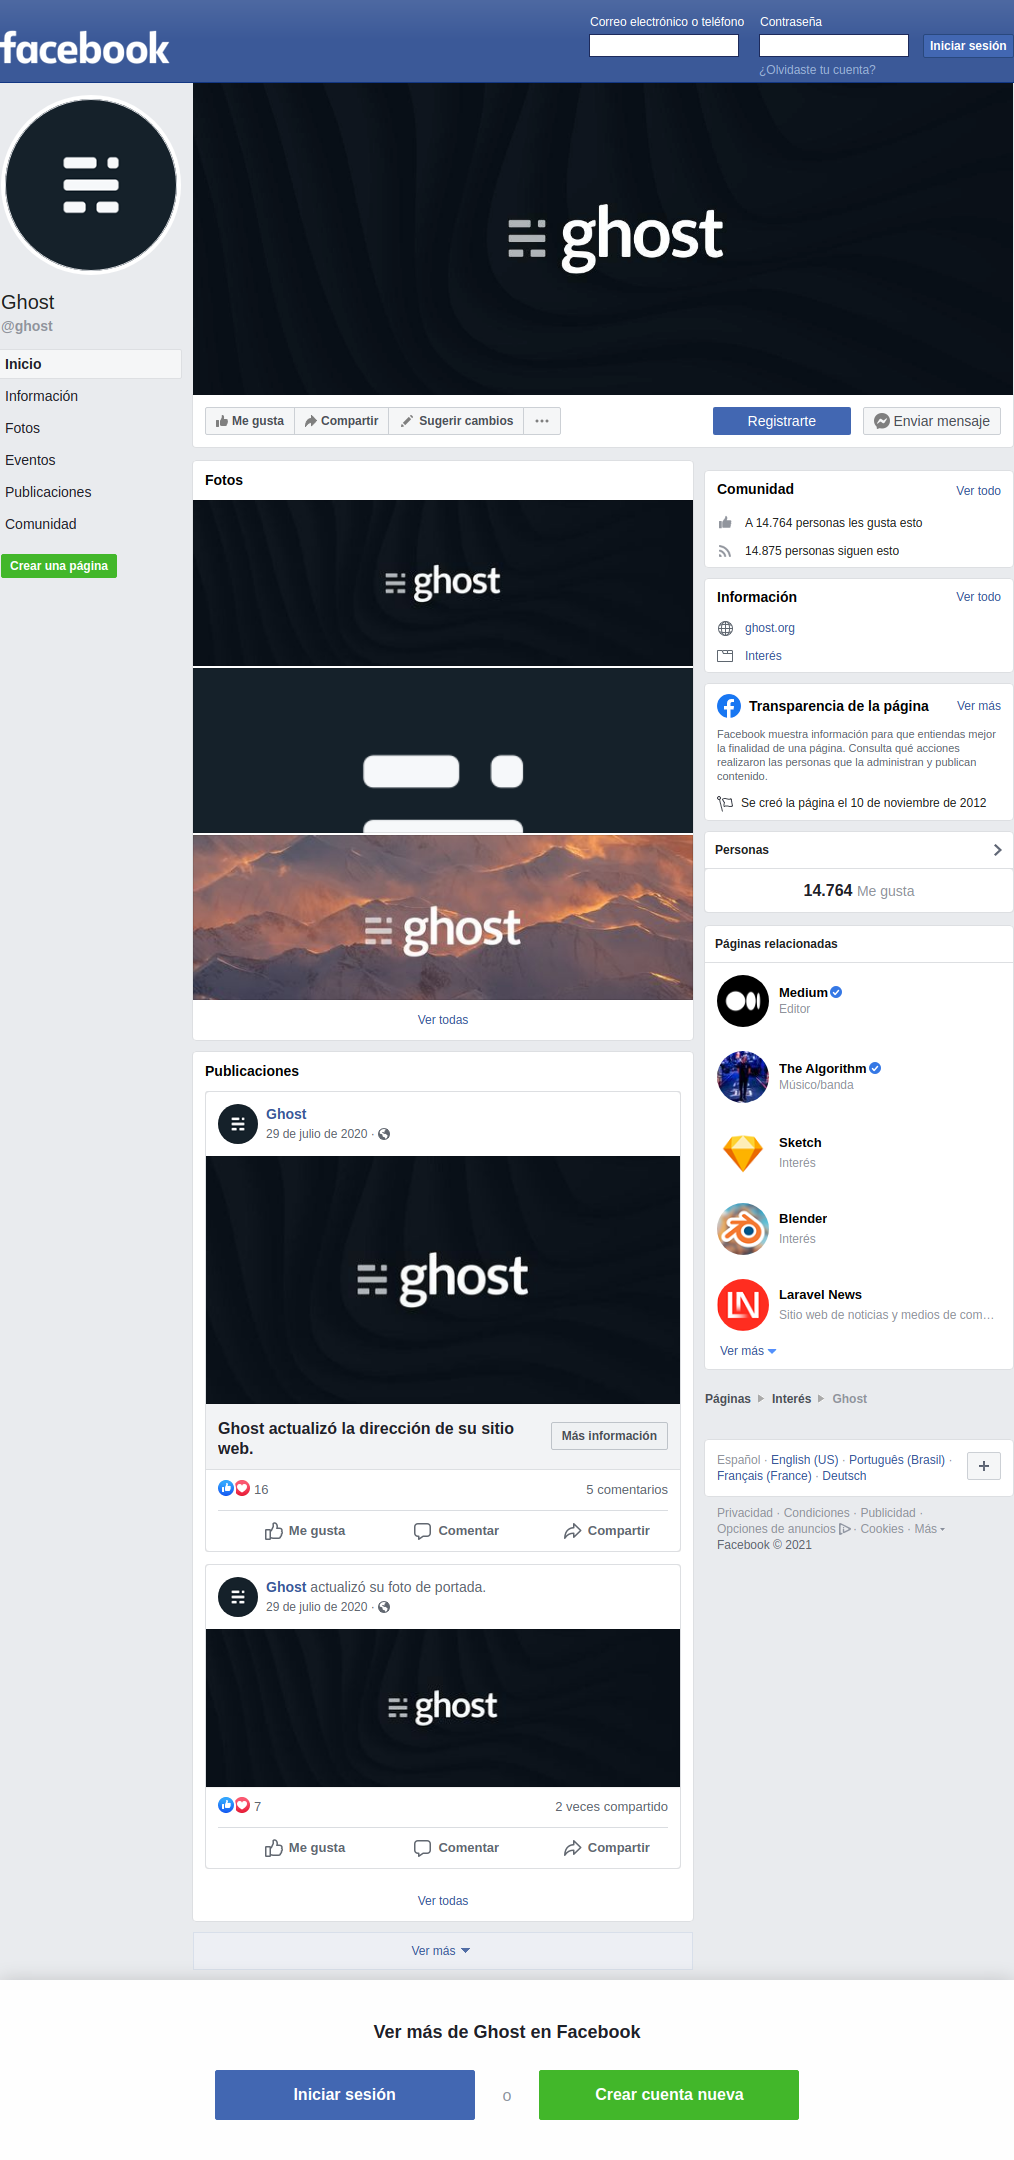 Correo electrónico o teléfono
Contraseña
facebook
Iniciar sesión
¿Olvidaste tu cuenta?
ghost
Ghost
@ghost
Inicio
Información
Fotos
Eventos
Publicaciones
Comunidad
Crear una página
Me gusta
Compartir
Sugerir cambios
Registrarte
Enviar mensaje
Fotos
ghost
ghost
Ver todas
Publicaciones
Ghost
29 de julio de 2020 ·
ghost
Ghost actualizó la dirección de su sitio
web.
Más información
16
5 comentarios
Me gusta
Comentar
Compartir
Ghost actualizó su foto de portada.
29 de julio de 2020 ·
ghost
7
2 veces compartido
Me gusta
Comentar
Compartir
Ver todas
Ver más
Comunidad
Ver todo
A 14.764 personas les gusta esto
14.875 personas siguen esto
Información
Ver todo
ghost.org
Interés
Transparencia de la página
Ver más
Facebook muestra información para que entiendas mejor
la finalidad de una página. Consulta qué acciones
realizaron las personas que la administran y publican
contenido.
Se creó la página el 10 de noviembre de 2012
Personas
14.764 Me gusta
Páginas relacionadas
Medium
Editor
The Algorithm
Músico/banda
Sketch
Interés
Blender
Interés
LN
Laravel News
Sitio web de noticias y medios de com…
Ver más
Páginas
Interés
Ghost
Español · English (US) · Português (Brasil) ·
Français (France) · Deutsch
Privacidad · Condiciones · Publicidad ·
Opciones de anuncios · Cookies · Más
Facebook © 2021
Ver más de Ghost en Facebook
Iniciar sesión
o
Crear cuenta nueva